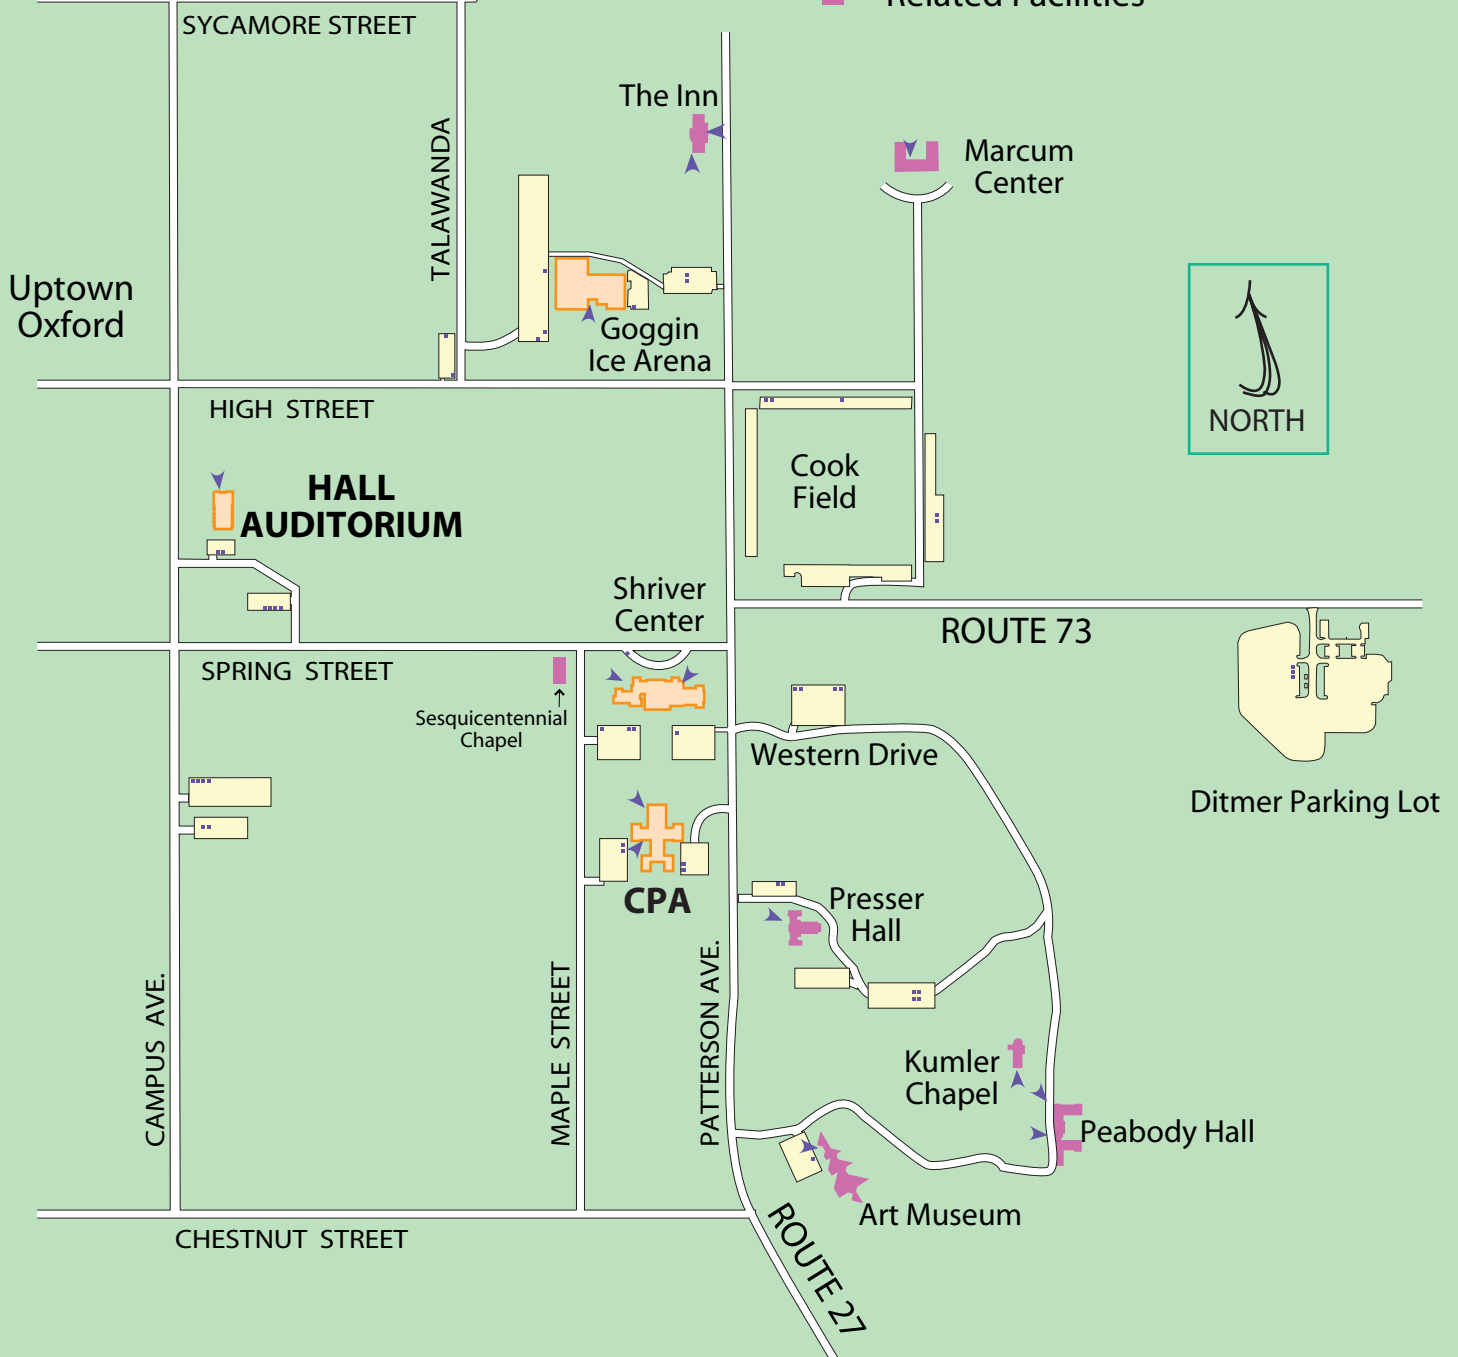 Related Facilities
SYCAMORE STREET
The Inn
Marcum
Center
TALAWANDA
Uptown
Oxford
Goggin
Ice Arena
NORTH
HIGH STREET
Cook
Field
HALL
AUDITORIUM
Shriver
Center
ROUTE 73
SPRING STREET
Sesquicentennial
Chapel
Western Drive
Ditmer Parking Lot
CPA
Presser
Hall
CAMPUS AVE.
MAPLE STREET
PATTERSON AVE.
Kumler
Chapel
Peabody Hall
Art Museum
CHESTNUT STREET
ROUTE 27